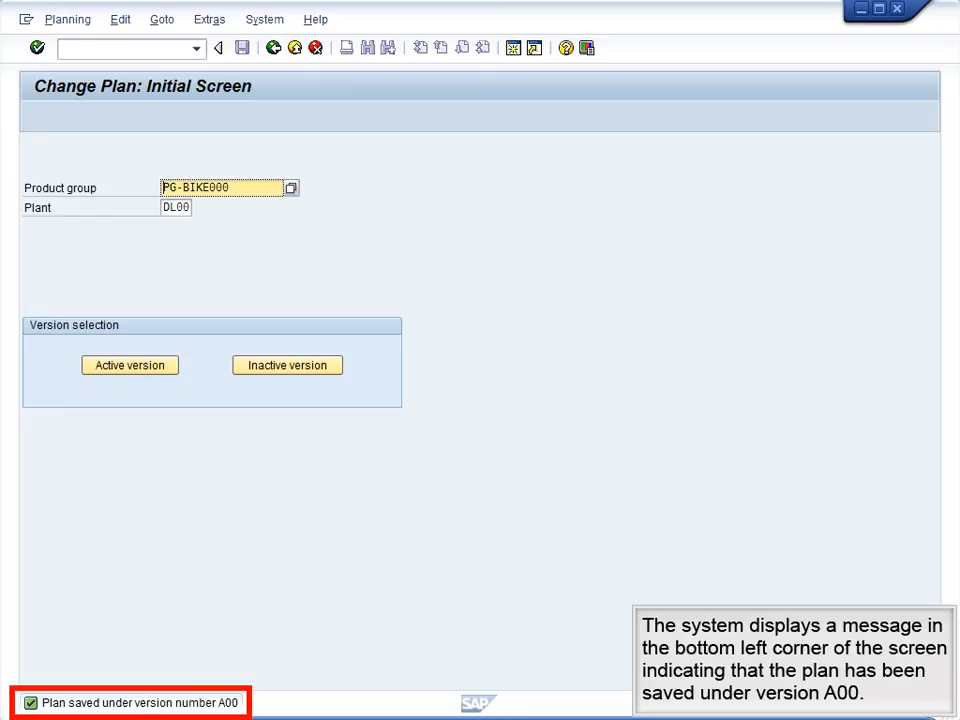 Planning Edit Goto Extras System Help
Change Plan: Initial Screen
Product group PG-BIKE000
Plant DL00
Version selection
Active version Inactive version
The system displays a message in
the bottom left corner of the screen
indicating that the plan has been
saved under version A00.
Plan saved under version number A00
SAP